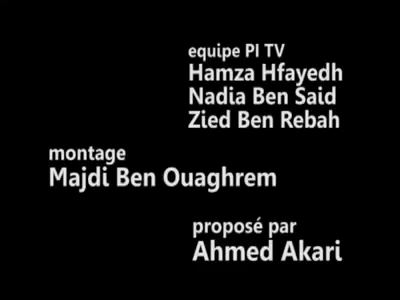 equipe PI TV
Hamza Hfayedh
Nadia Ben Said
Zied Ben Rebah
montage
Majdi Ben Ouaghrem
proposé par
Ahmed Akari